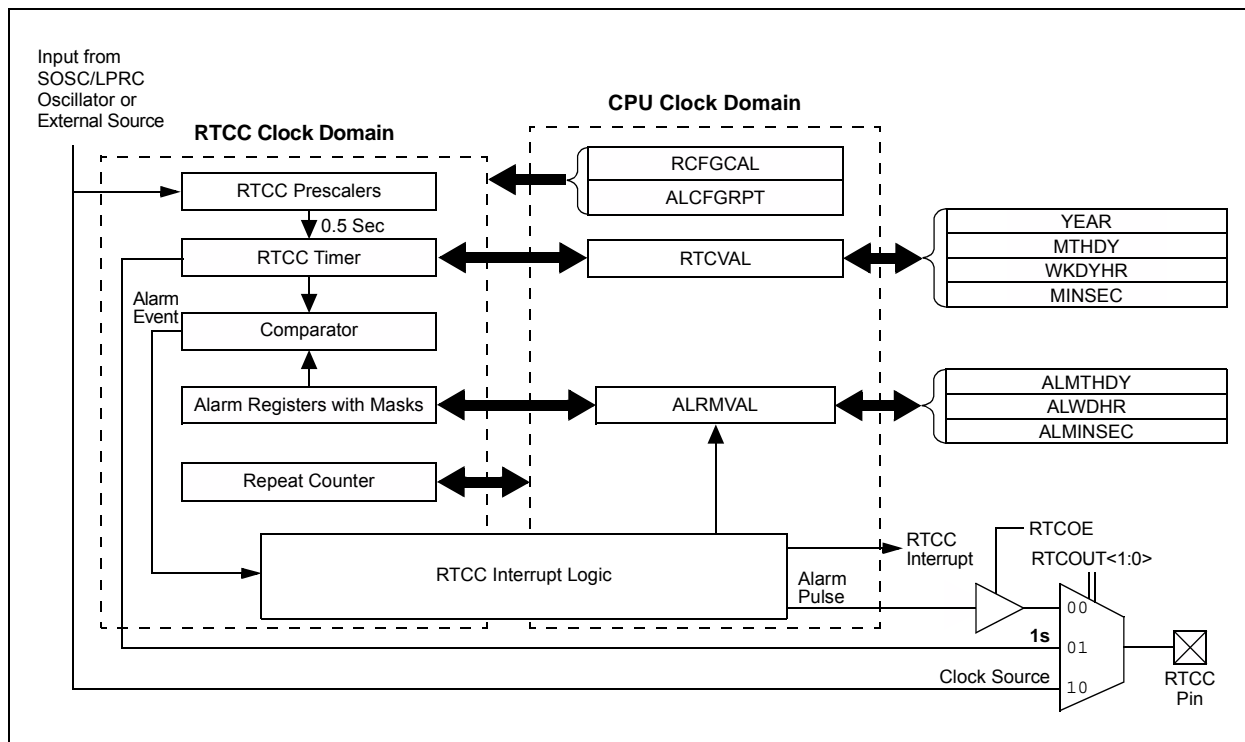 Input from
SOSC/LPRC
Oscillator or
External Source
RTCC Clock Domain
CPU Clock Domain
RTCC Prescalers
0.5 Sec
RTCC Timer
Alarm
Event
Comparator
Alarm Registers with Masks
Repeat Counter
RCFGCAL
ALCFGRPT
RTCVAL
ALRMVAL
YEAR
MTHDY
WKDYHR
MINSEC
ALMTHDY
ALWDHR
ALMINSEC
RTCC Interrupt Logic
RTCC
Interrupt
Alarm
Pulse
RTCOE
RTCOUT<1:0>
00
1s
01
Clock Source
10
RTCC
Pin